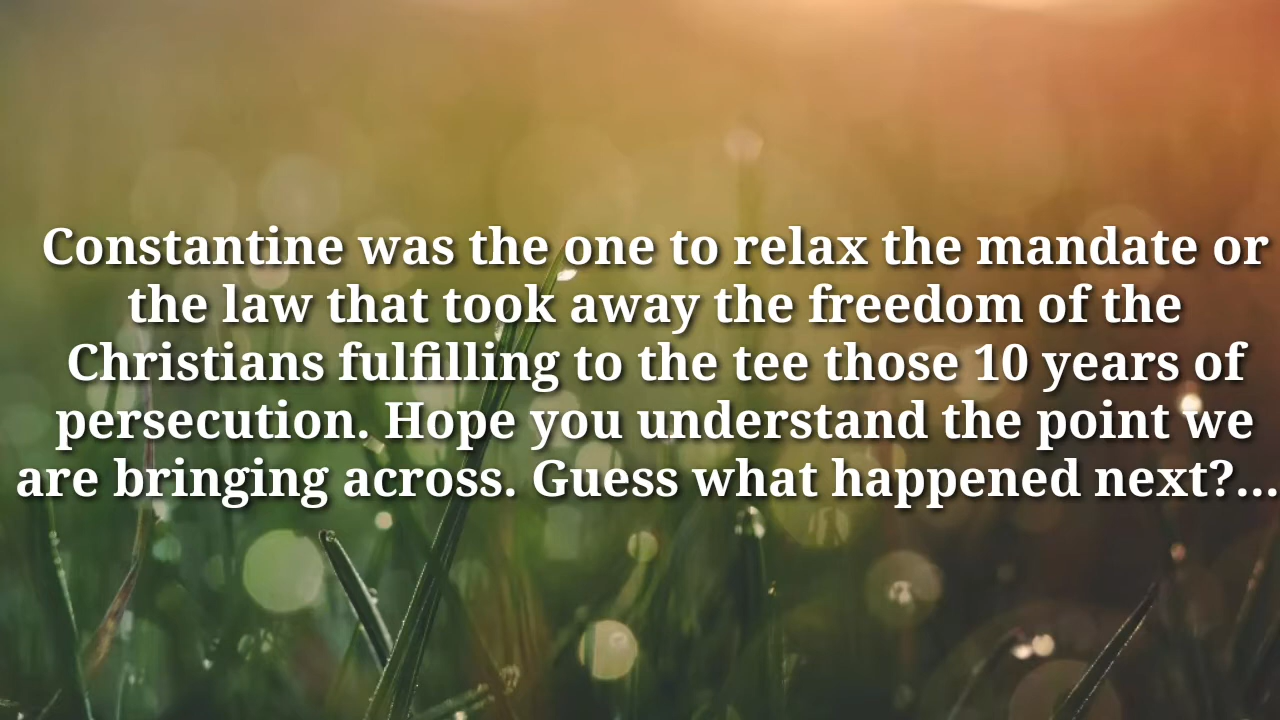 Constantine was the one to relax the mandate or
the law that took away the freedom of the
Christians fulfilling to the tee those 10 years of
persecution. Hope you understand the point we
are bringing across. Guess what happened next?...